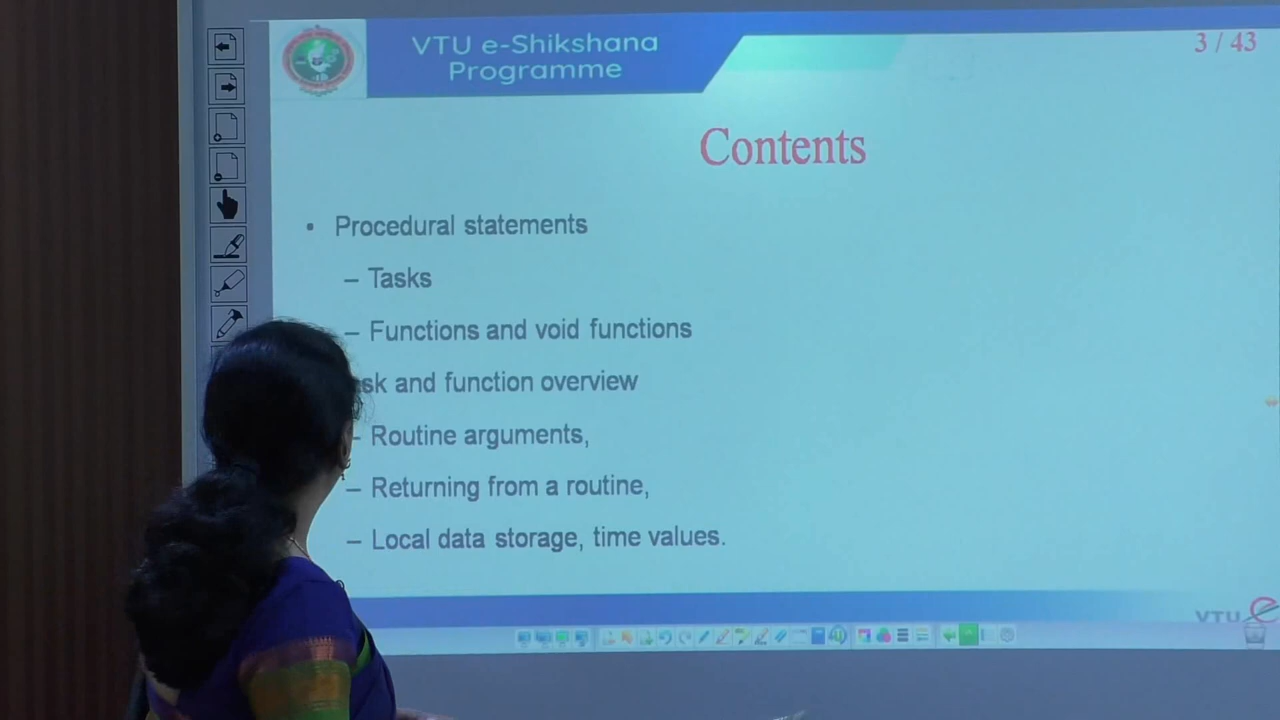 VTU e-Shikshana
Programme
3 / 43
Contents
• Procedural statements
– Tasks
– Functions and void functions
and function overview
– Routine arguments,
– Returning from a routine,
– Local data storage, time values.
VTU e